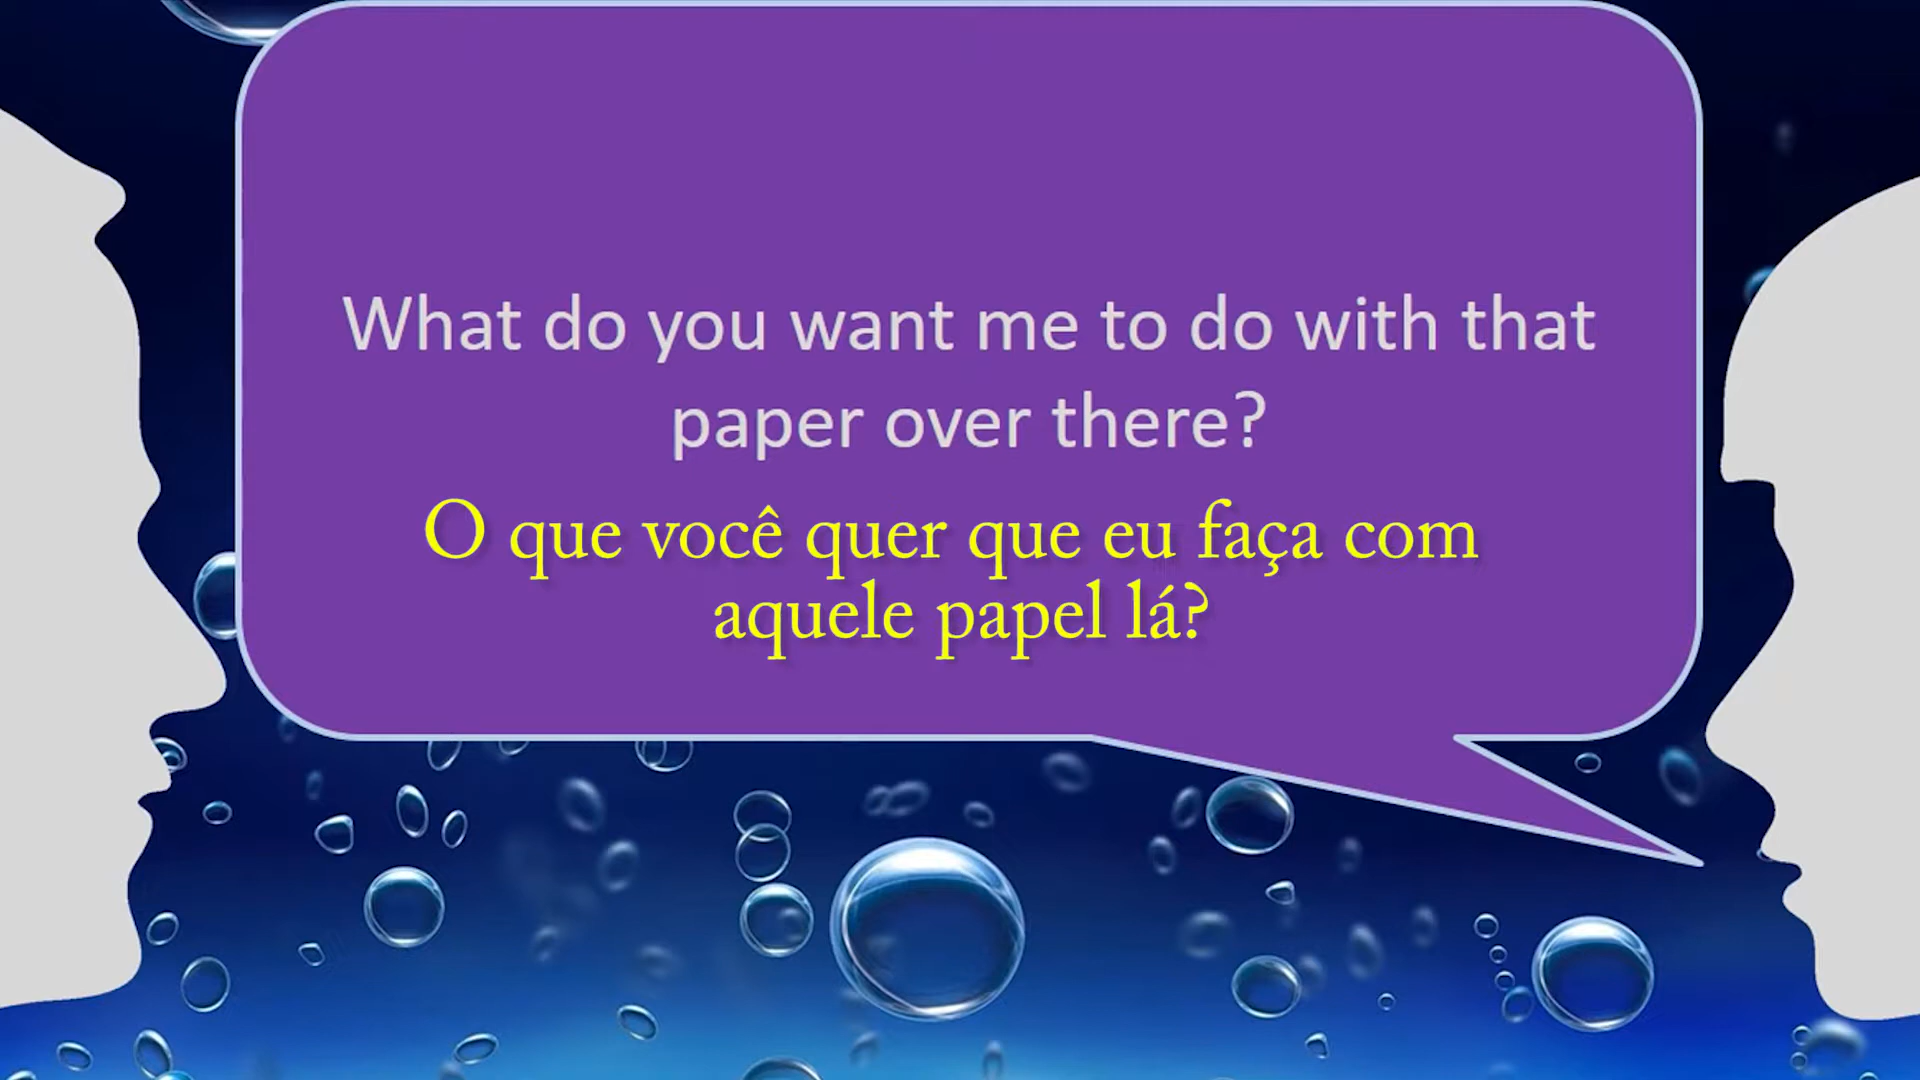 What do you want me to do with that
paper over there?
O que você quer que eu faça com
aquele papel lá?